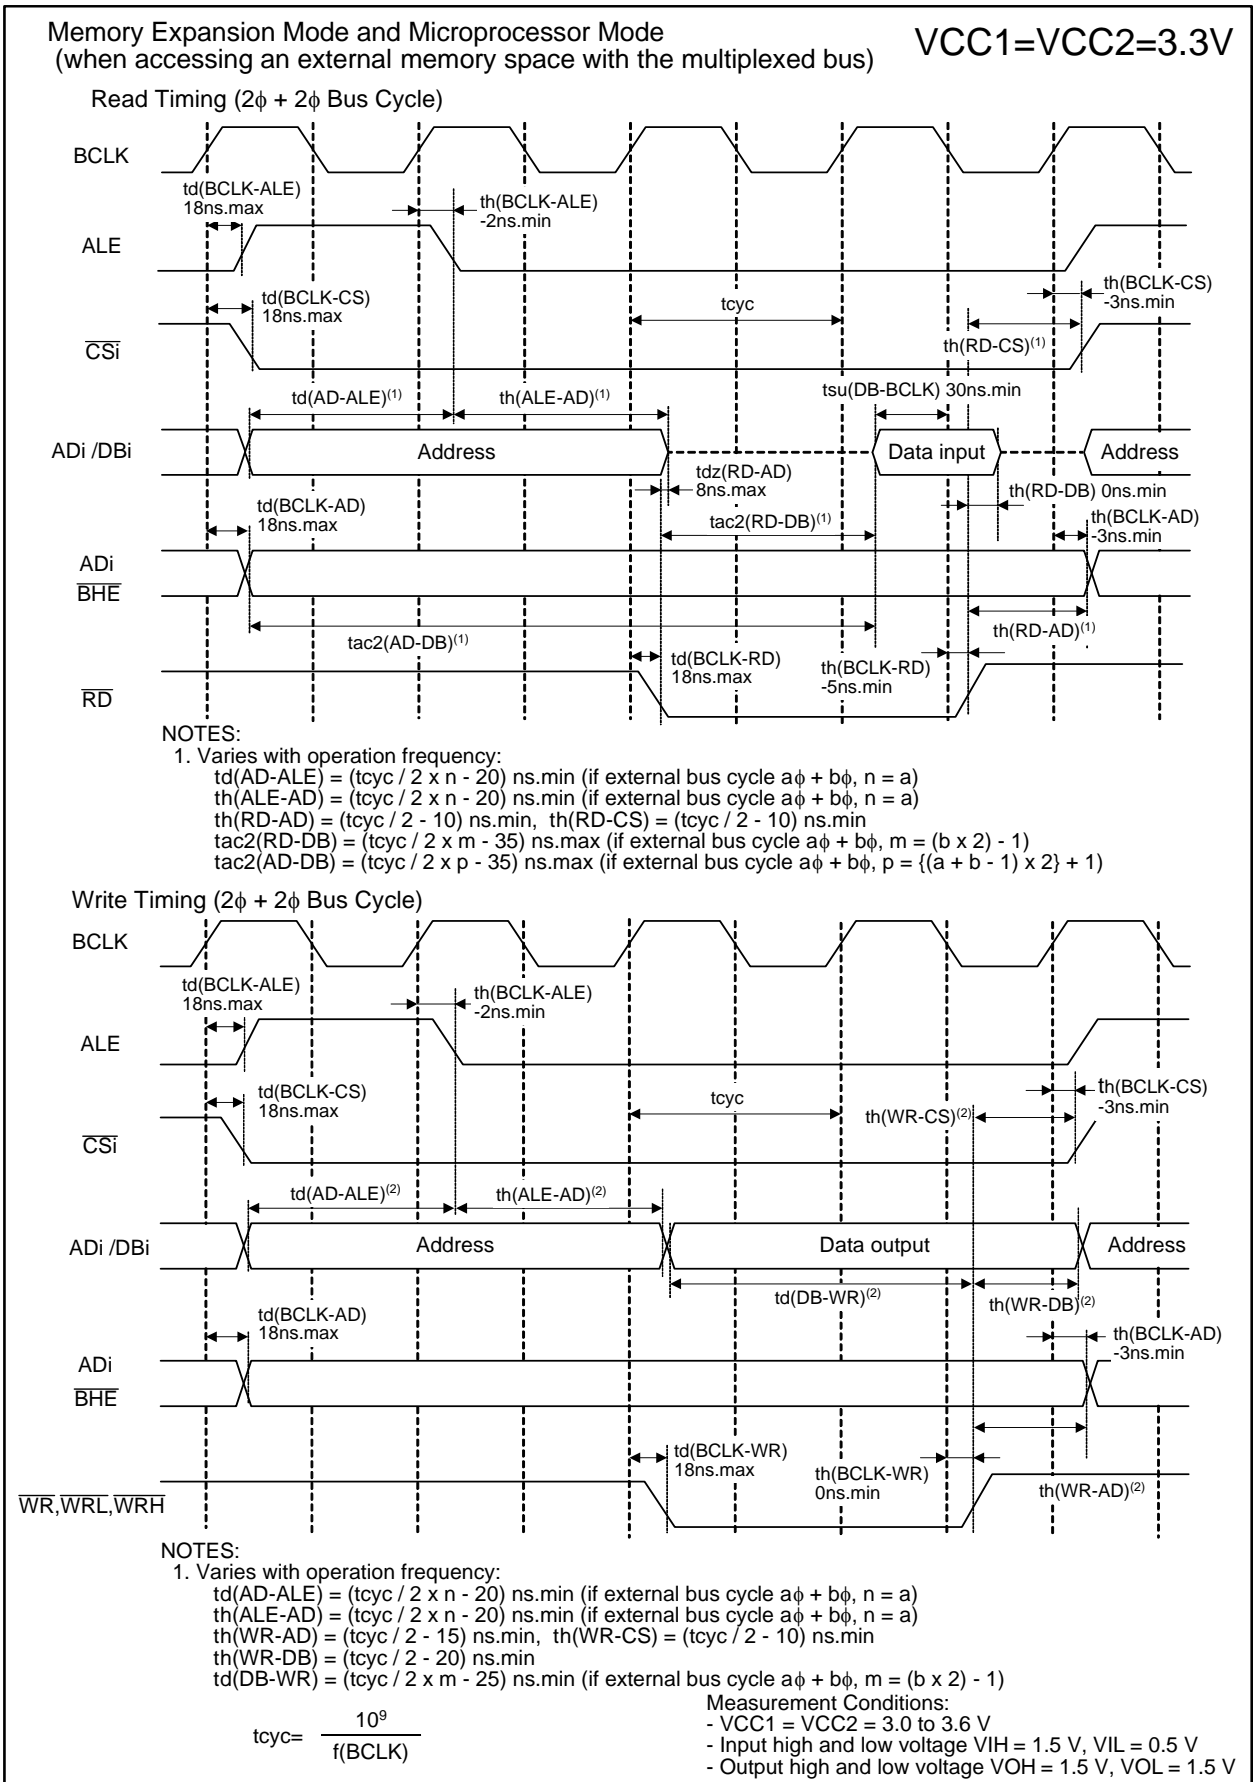 Memory Expansion Mode and Microprocessor Mode
(when accessing an external memory space with the multiplexed bus)
VCC1=VCC2=3.3V
Read Timing (2ϕ + 2ϕ Bus Cycle)
BCLK
td(BCLK-ALE)
18ns.max
th(BCLK-ALE)
-2ns.min
ALE
td(BCLK-CS)
18ns.max
tcyc
th(BCLK-CS)
-3ns.min
th(RD-CS)(1)
CSi
td(AD-ALE)(1)
th(ALE-AD)(1)
tsu(DB-BCLK) 30ns.min
ADi /DBi
Address
Data input
Address
tdz(RD-AD)
8ns.max
th(RD-DB) 0ns.min
td(BCLK-AD)
18ns.max
tac2(RD-DB)(1)
th(BCLK-AD)
-3ns.min
ADi
BHE
tac2(AD-DB)(1)
th(RD-AD)(1)
td(BCLK-RD)
18ns.max
th(BCLK-RD)
-5ns.min
RD
NOTES:
1. Varies with operation frequency:
td(AD-ALE) = (tcyc / 2 x n - 20) ns.min (if external bus cycle aϕ + bϕ, n = a)
th(ALE-AD) = (tcyc / 2 x n - 20) ns.min (if external bus cycle aϕ + bϕ, n = a)
th(RD-AD) = (tcyc / 2 - 10) ns.min, th(RD-CS) = (tcyc / 2 - 10) ns.min
tac2(RD-DB) = (tcyc / 2 x m - 35) ns.max (if external bus cycle aϕ + bϕ, m = (b x 2) - 1)
tac2(AD-DB) = (tcyc / 2 x p - 35) ns.max (if external bus cycle aϕ + bϕ, p = {(a + b - 1) x 2} + 1)
Write Timing (2ϕ + 2ϕ Bus Cycle)
BCLK
td(BCLK-ALE)
18ns.max
th(BCLK-ALE)
-2ns.min
ALE
td(BCLK-CS)
18ns.max
tcyc
th(WR-CS)(2)
th(BCLK-CS)
-3ns.min
CSi
td(AD-ALE)(2)
th(ALE-AD)(2)
ADi /DBi
Address
Data output
Address
td(DB-WR)(2)
th(WR-DB)(2)
td(BCLK-AD)
18ns.max
th(BCLK-AD)
-3ns.min
ADi
BHE
td(BCLK-WR)
18ns.max
th(BCLK-WR)
0ns.min
th(WR-AD)(2)
WR,WRL,WRH
NOTES:
1. Varies with operation frequency:
td(AD-ALE) = (tcyc / 2 x n - 20) ns.min (if external bus cycle aϕ + bϕ, n = a)
th(ALE-AD) = (tcyc / 2 x n - 20) ns.min (if external bus cycle aϕ + bϕ, n = a)
th(WR-AD) = (tcyc / 2 - 15) ns.min, th(WR-CS) = (tcyc / 2 - 10) ns.min
th(WR-DB) = (tcyc / 2 - 20) ns.min
td(DB-WR) = (tcyc / 2 x m - 25) ns.min (if external bus cycle aϕ + bϕ, m = (b x 2) - 1)
tcyc=
10⁹
f(BCLK)
Measurement Conditions:
- VCC1 = VCC2 = 3.0 to 3.6 V
- Input high and low voltage VIH = 1.5 V, VIL = 0.5 V
- Output high and low voltage VOH = 1.5 V, VOL = 1.5 V